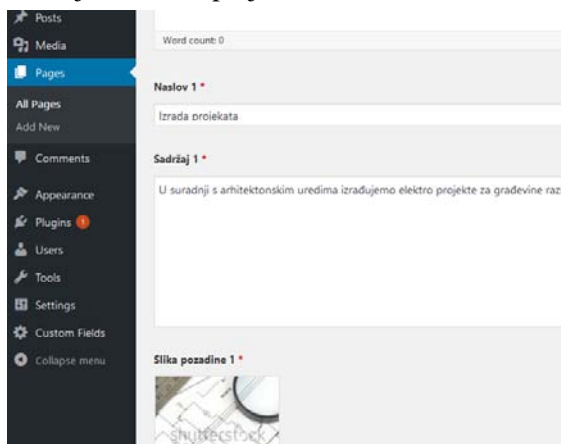 Posts
Media
Pages
All Pages
Add New
Comments
Appearance
Plugins 1
Users
Tools
Settings
Custom Fields
Collapse menu
Word count: 0
Naslov 1 *
Izrada projekata
Sadržaj 1 *
U suradnji s arhitektonskim uredima izrađujemo elektro projekte za građevine
Slika pozadine 1 *
shutterstock